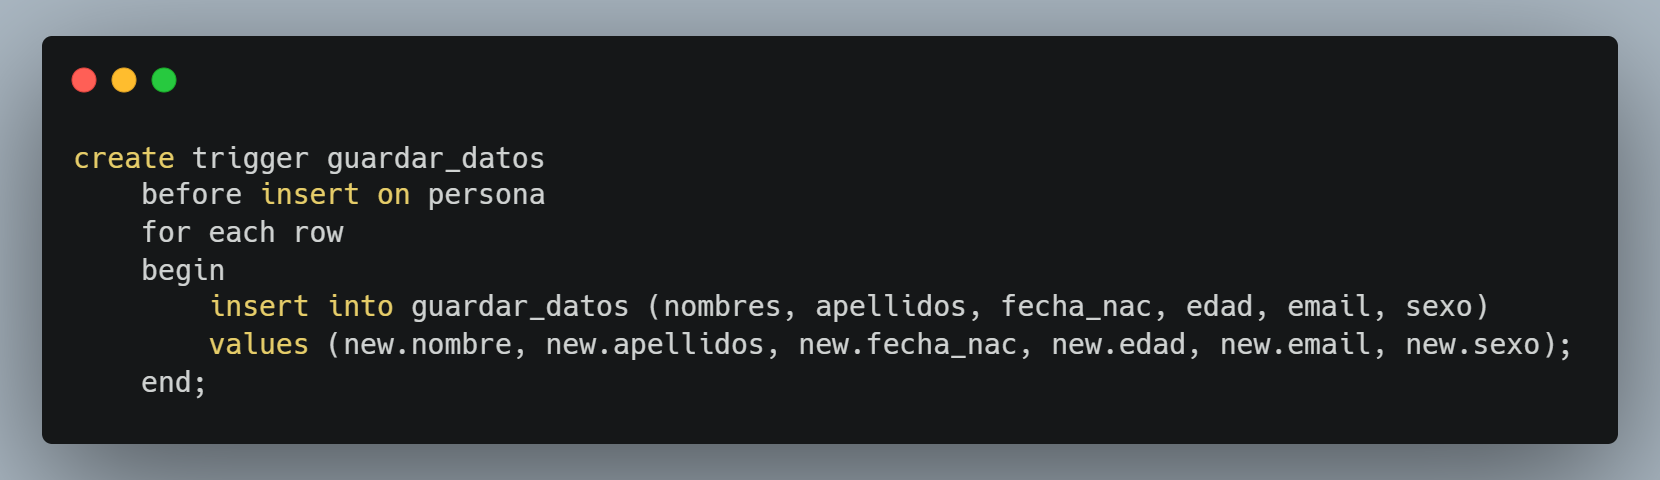 create trigger guardar_datos
before insert on persona
for each row
begin
insert into guardar_datos (nombres, apellidos, fecha_nac, edad, email, sexo)
values (new.nombre, new.apellidos, new.fecha_nac, new.edad, new.email, new.sexo);
end;